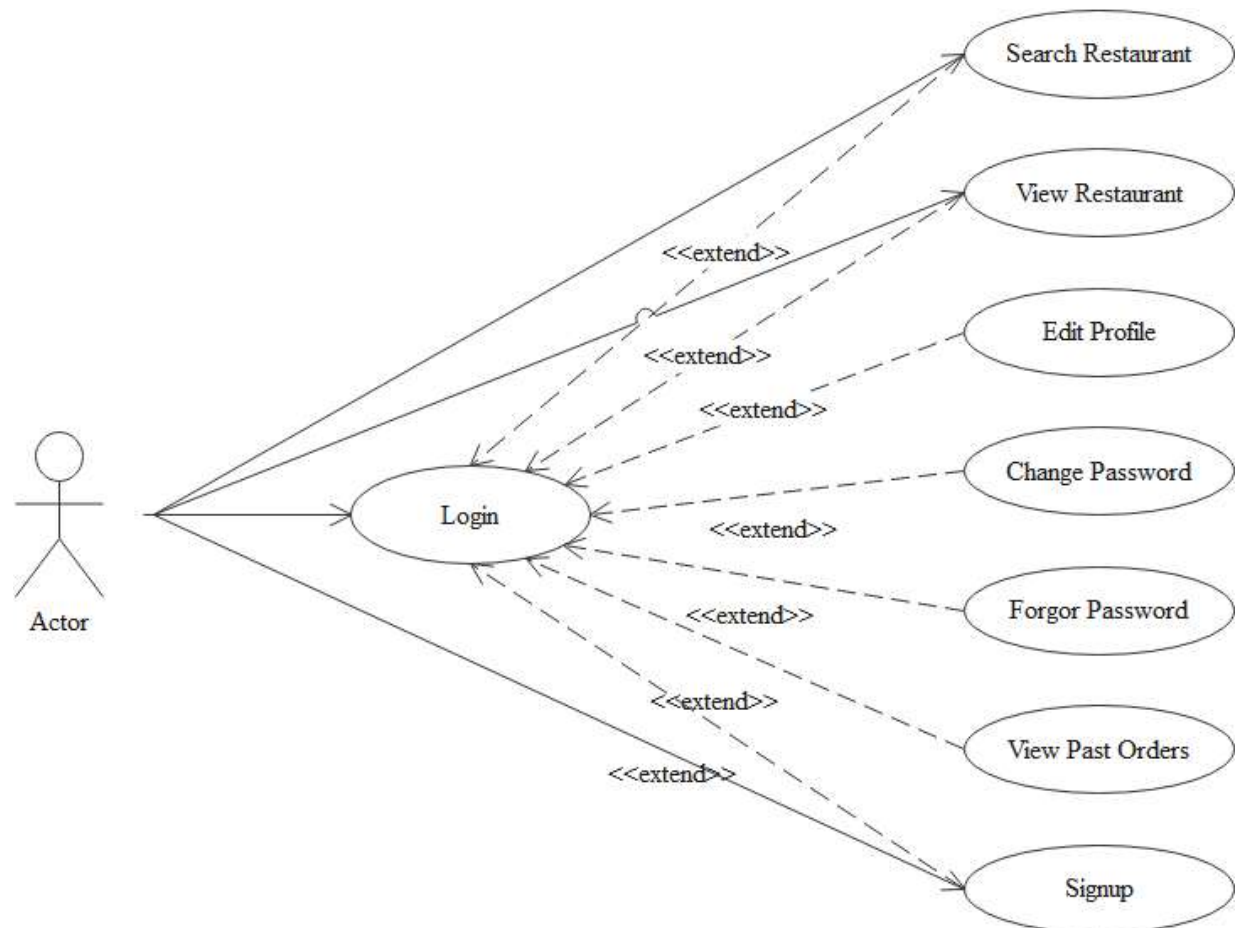 Search Restaurant
View Restaurant
<<extend>>
Edit Profile
<<extend>>
<<extend>>
Change Password
Login
<<extend>>
Forgor Password
<<extend>>
Actor
<<extend>>
View Past Orders
<<extend>>
Signup